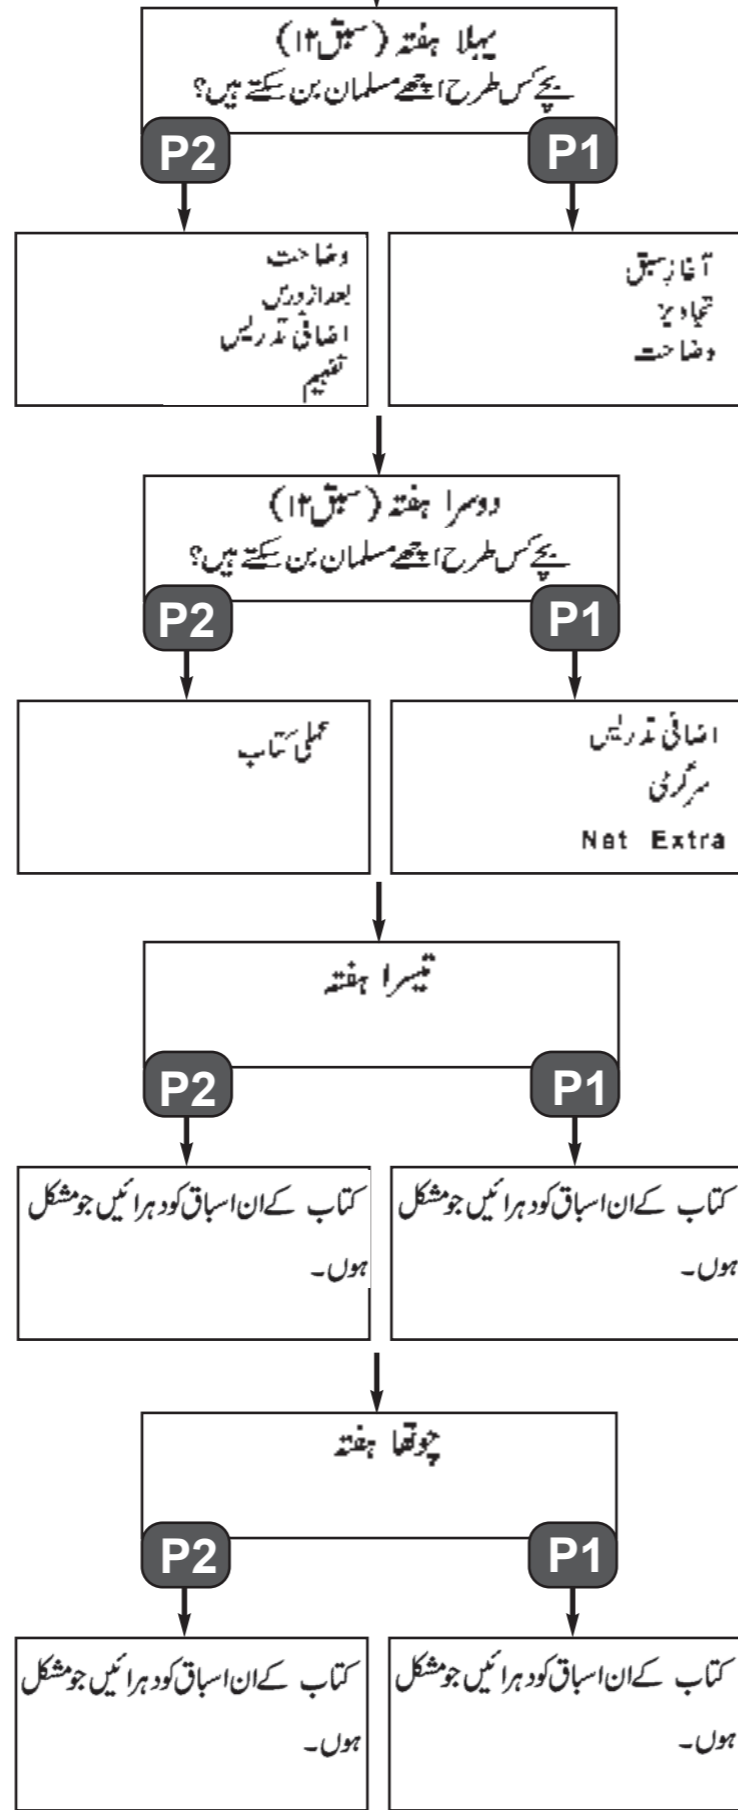 پہلا ہفتہ (سبق ۱۲)
بچے کس طرح اچھے مسلمان بن سکتے ہیں؟
P1
P2
آغازِ سبق
تجاویز
وضاحت
وضاحت
بعد از درس
اضافی تدریس
تفہیم
دوسرا ہفتہ (سبق ۱۲)
بچے کس طرح اچھے مسلمان بن سکتے ہیں؟
P1
P2
اضافی تدریس
سرگرمی
Net Extra
عملی کتاب
تیسرا ہفتہ
P1
P2
کتاب کے ان اسباق کو دہرائیں جو مشکل
ہوں۔
کتاب کے ان اسباق کو دہرائیں جو مشکل
ہوں۔
چوتھا ہفتہ
P1
P2
کتاب کے ان اسباق کو دہرائیں جو مشکل
ہوں۔
کتاب کے ان اسباق کو دہرائیں جو مشکل
ہوں۔